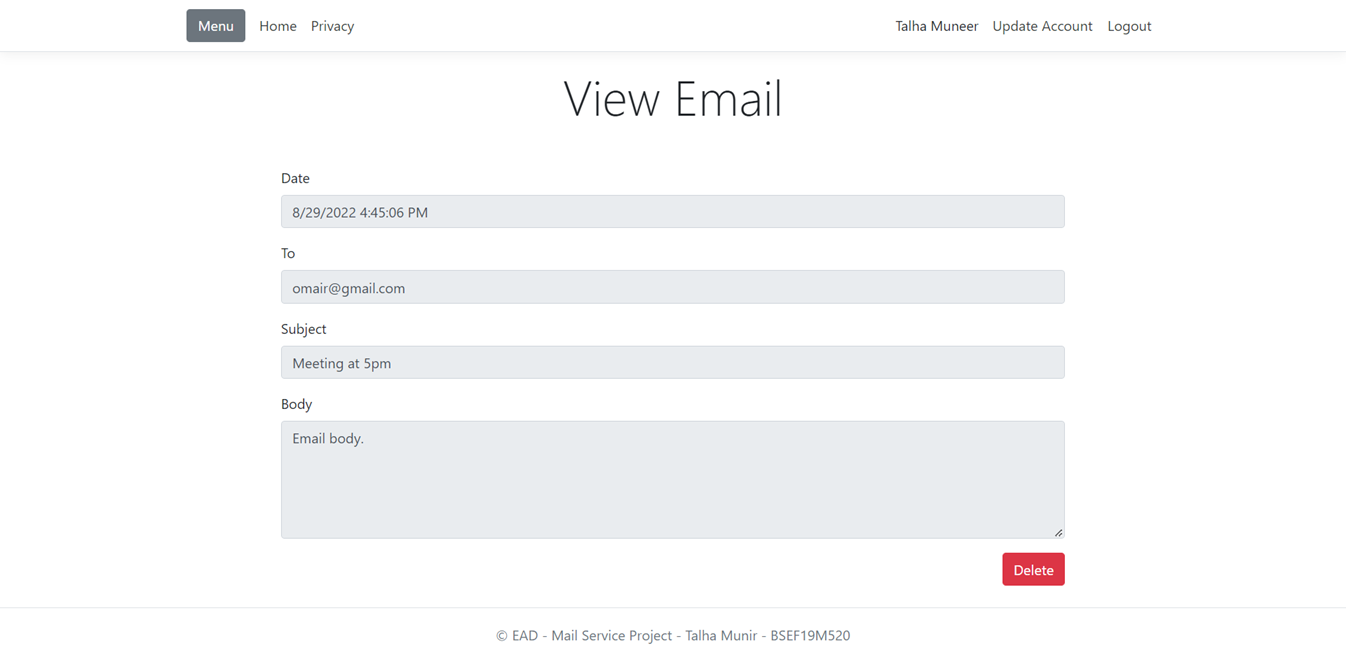 Menu Home Privacy Talha Muneer Update Account Logout
View Email
Date
8/29/2022 4:45:06 PM
To
omair@gmail.com
Subject
Meeting at 5pm
Body
Email body.
Delete
© EAD - Mail Service Project - Talha Munir - BSEF19M520